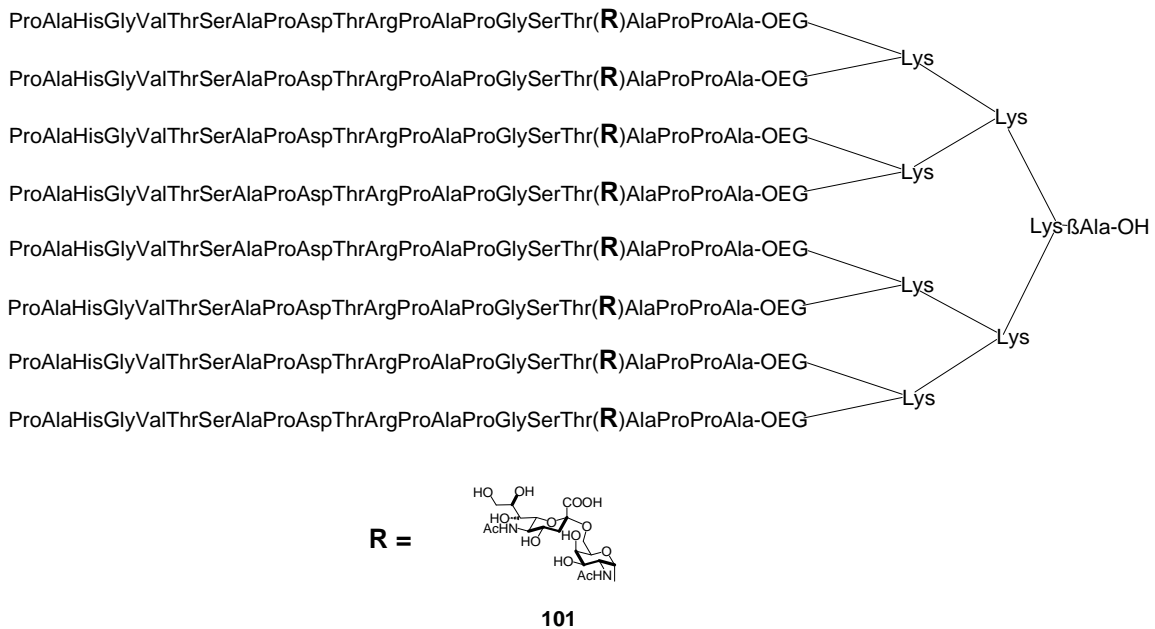 ProAlaHisGlyValThrSerAlaProAspThrArgProAlaProGlySerThr(R)AlaProProAla-OEG
Lys
ProAlaHisGlyValThrSerAlaProAspThrArgProAlaProGlySerThr(R)AlaProProAla-OEG
Lys
ProAlaHisGlyValThrSerAlaProAspThrArgProAlaProGlySerThr(R)AlaProProAla-OEG
Lys
ProAlaHisGlyValThrSerAlaProAspThrArgProAlaProGlySerThr(R)AlaProProAla-OEG
Lys-ßAla-OH
ProAlaHisGlyValThrSerAlaProAspThrArgProAlaProGlySerThr(R)AlaProProAla-OEG
Lys
ProAlaHisGlyValThrSerAlaProAspThrArgProAlaProGlySerThr(R)AlaProProAla-OEG
Lys
ProAlaHisGlyValThrSerAlaProAspThrArgProAlaProGlySerThr(R)AlaProProAla-OEG
Lys
ProAlaHisGlyValThrSerAlaProAspThrArgProAlaProGlySerThr(R)AlaProProAla-OEG
R =
HO OH
COOH
HO O
AcHN O
HO HO
O
HO
AcHN
101